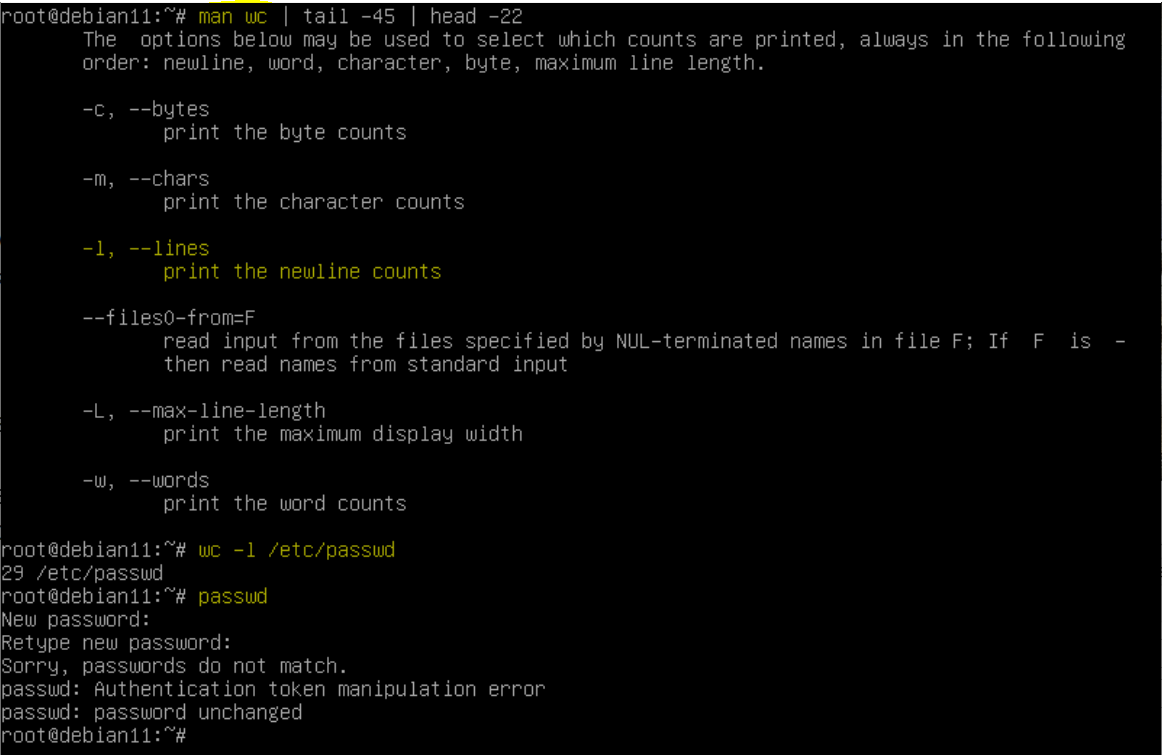 root@debian11:~# man wc | tail -45 | head -22
The  options below may be used to select which counts are printed, always in the following
order: newline, word, character, byte, maximum line length.
-c, --bytes
print the byte counts
-m, --chars
print the character counts
-l, --lines
print the newline counts
--files0-from=F
read input from the files specified by NUL-terminated names in file F; If  F  is  -
then read names from standard input
-L, --max-line-length
print the maximum display width
-w, --words
print the word counts
root@debian11:~# wc -l /etc/passwd
29 /etc/passwd
root@debian11:~# passwd
New password:
Retype new password:
Sorry, passwords do not match.
passwd: Authentication token manipulation error
passwd: password unchanged
root@debian11:~#